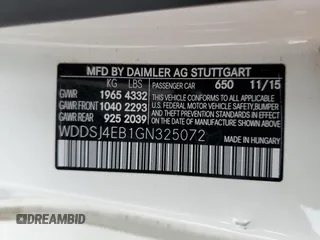 MFD BY DAIMLER AG STUTTGART
KG LBS
GVWR 1965 4332
GAWR FRONT 1040 2293
GAWR REAR 925 2039
PASSENGER CAR 650 11/15
THIS VEHICLE CONFORMS TO ALL APPLICABLE
U.S. FEDERAL MOTOR VEHICLE SAFETY, BUMPER,
AND THEFT PREVENTION STANDARDS IN EFFECT
ON THE DATE OF MANUFACTURE SHOWN ABOVE.
WDDSJ4EB1GN325072
MADE IN HUNGARY
©DREAMBID